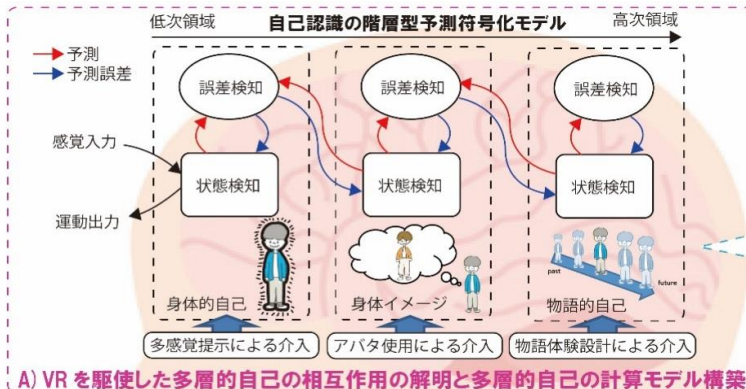 自己認識の階層型予測符号化モデル
低次領域
高次領域
予測
予測誤差
誤差検知
誤差検知
誤差検知
感覚入力
状態検知
状態検知
状態検知
運動出力
past
future
身体的自己
身体イメージ
物語的自己
多感覚提示による介入
アバタ使用による介入
物語体験設計による介入
A) VR を駆使した多層的自己の相互作用の解明と多層的自己の計算モデル構築